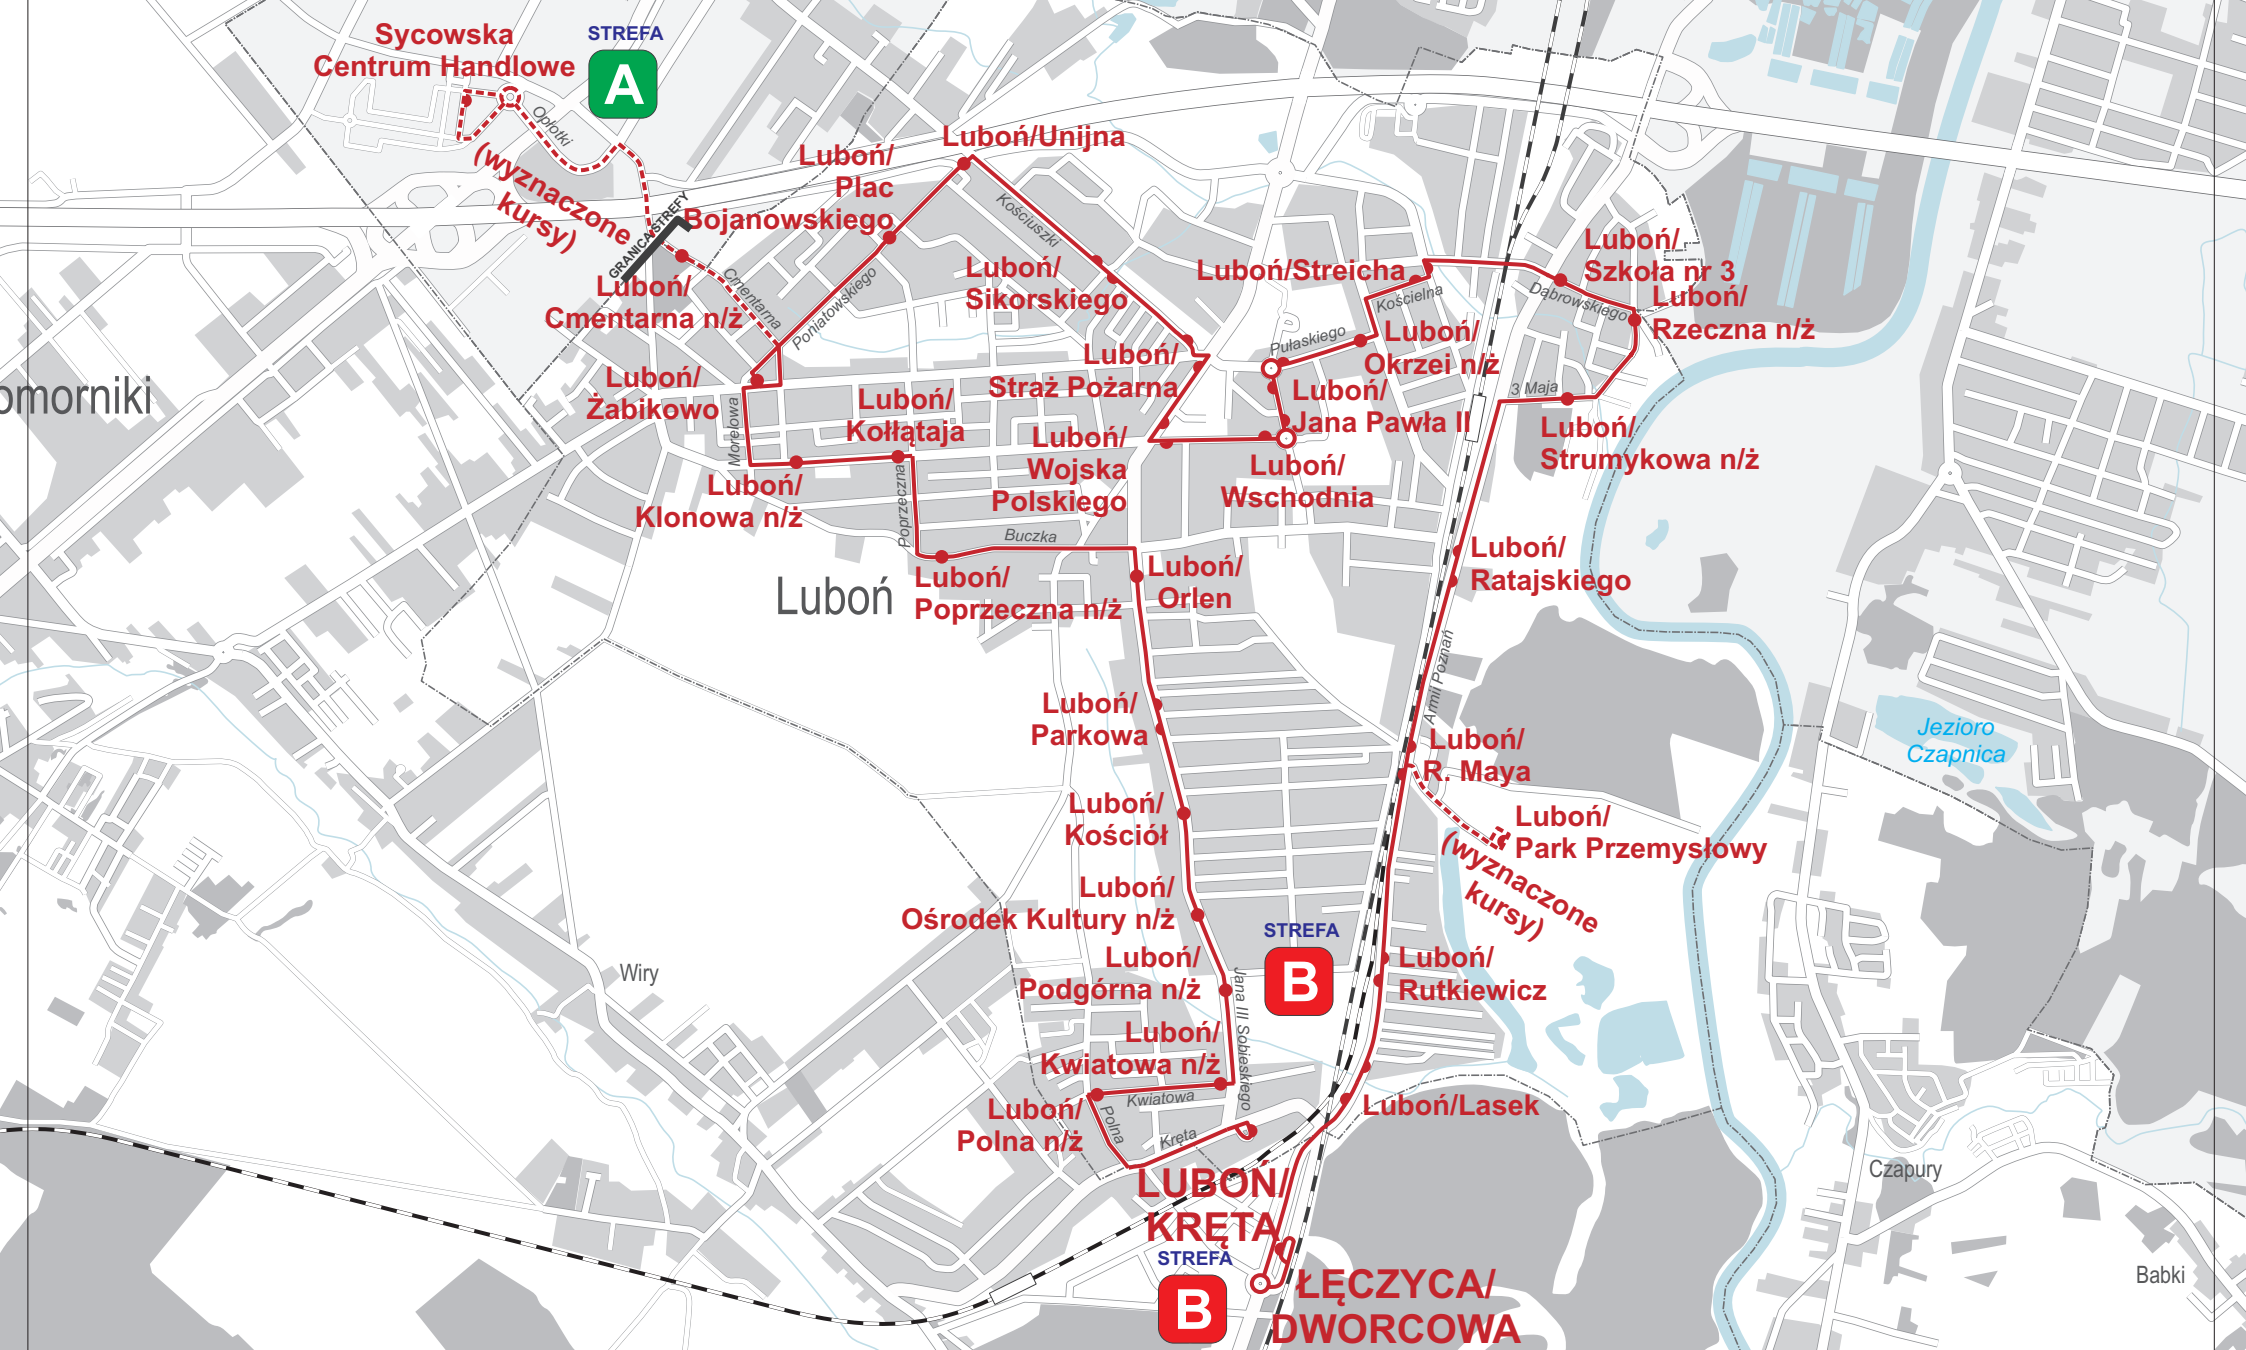 Sycowska
Centrum Handlowe
STREFA
A
Opłotki
(wyznaczone
kursy)
GRANICA STREFY
Luboń/
Cmentarna n/ż
Cmentarna
Luboń/
Plac
Bojanowskiego
Luboń/Unijna
Poniatowskiego
Kościuszki
Luboń/
Sikorskiego
Luboń/
Żabikowo
Morelowa
Luboń/
Klonowa n/ż
Luboń/
Kołłątaja
Poprzeczna
Luboń/
Straż Pożarna
Luboń/
Wojska
Polskiego
Luboń/
Wschodnia
Luboń/
Jana Pawła II
Pułaskiego
Luboń/
Okrzei n/ż
Luboń/Streicha
Kościelna
Luboń/
Szkoła nr 3
Dąbrowskiego
Luboń/
Rzeczna n/ż
3 Maja
Luboń/
Strumykowa n/ż
omorniki
Luboń
Buczka
Luboń/
Poprzeczna n/ż
Luboń/
Orlen
Luboń/
Ratajskiego
Armii Poznań
Luboń/
Parkowa
Luboń/
R. Maya
Jezioro
Czapnica
Luboń/
Park Przemysłowy
(wyznaczone
kursy)
Luboń/
Kościół
Luboń/
Ośrodek Kultury n/ż
STREFA
B
Luboń/
Podgórna n/ż
Jana III Sobieskiego
Luboń/
Rutkiewicz
Wiry
Luboń/
Kwiatowa n/ż
Kwiatowa
Luboń/
Polna n/ż
Polna
Kręta
Luboń/Lasek
LUBOŃ/
KRĘTA
STREFA
B
ŁĘCZYCA/
DWORCOWA
Czapury
Babki